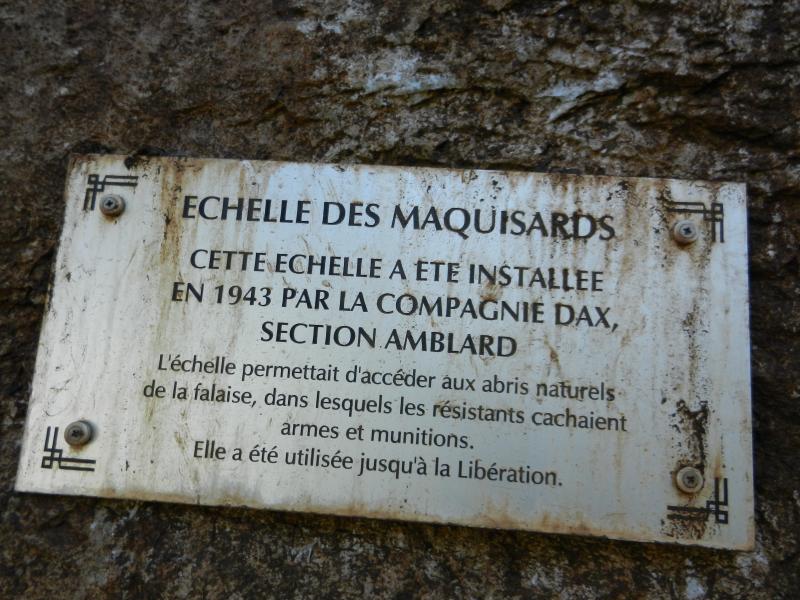 ECHELLE DES MAQUISARDS
CETTE ECHELLE A ETE INSTALLEE
EN 1943 PAR LA COMPAGNIE DAX,
SECTION AMBLARD
L'échelle permettait d'accéder aux abris naturels
de la falaise, dans lesquels les résistants cachaient
armes et munitions.
Elle a été utilisée jusqu'à la Libération.